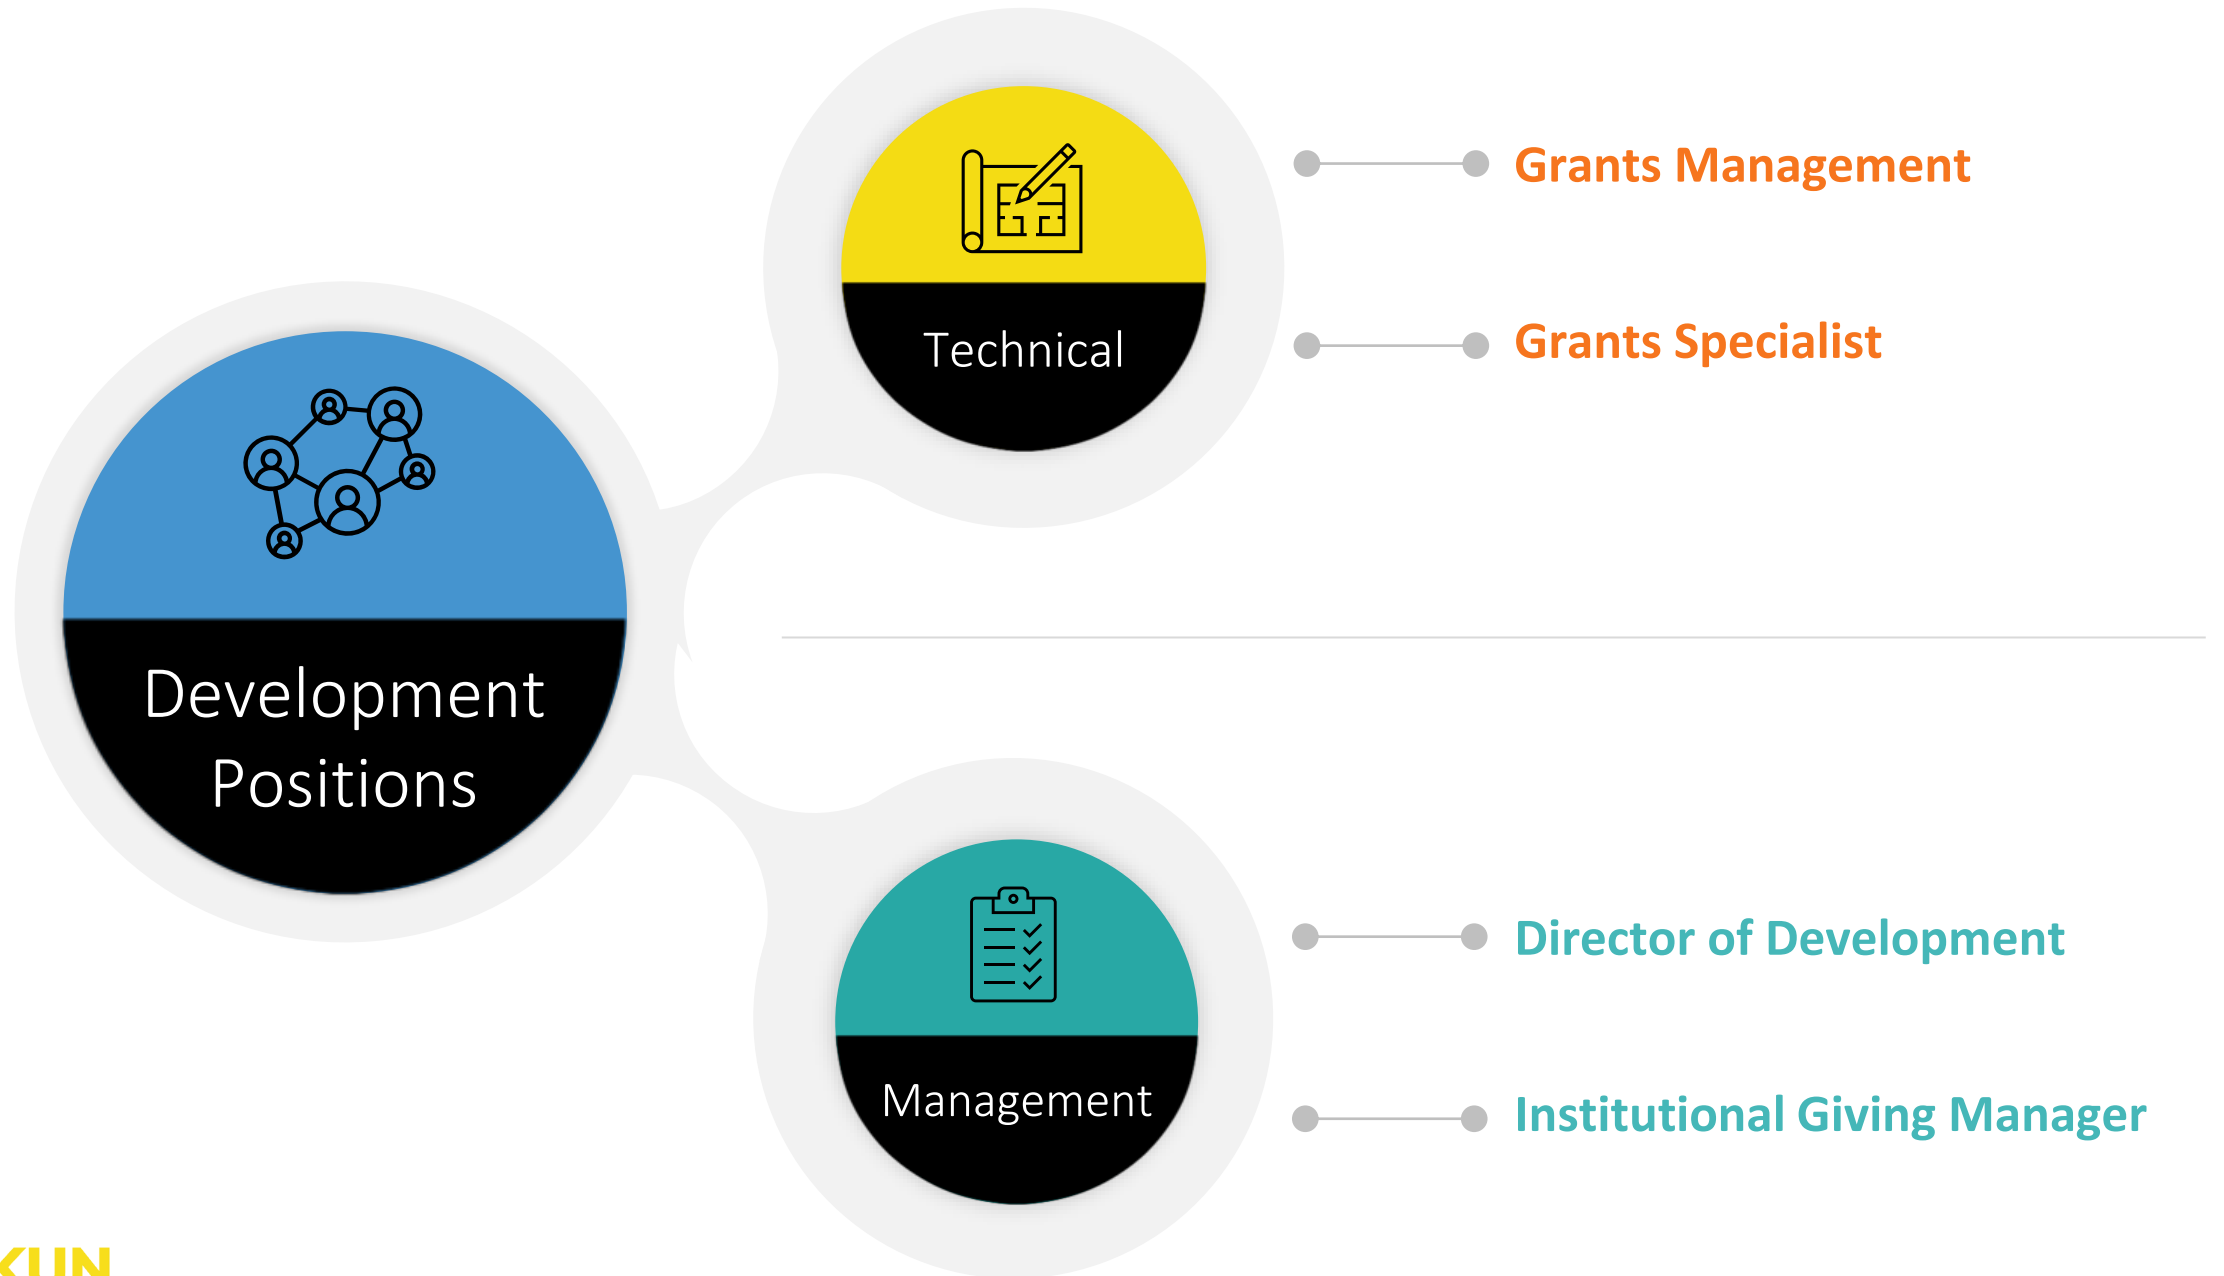 Grants Management
Technical
Grants Specialist
Development
Positions
Director of Development
Management
Institutional Giving Manager